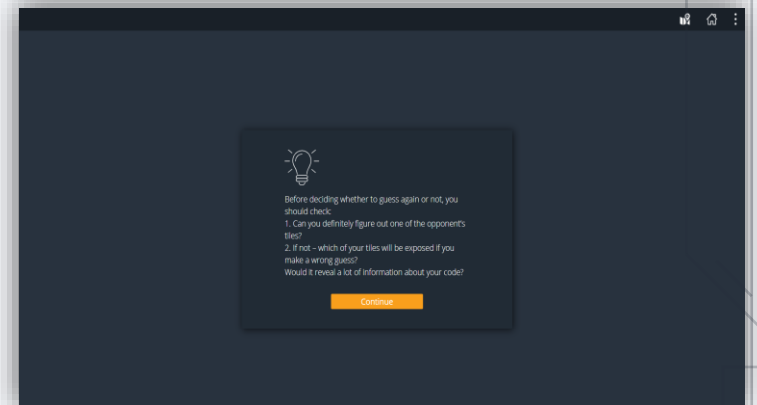 Before deciding whether to guess again or not, you
should check:
1. Can you definitely figure out one of the opponent's
tiles?
2. If not – which of your tiles will be exposed if you
make a wrong guess?
Would it reveal a lot of information about your code?
Continue